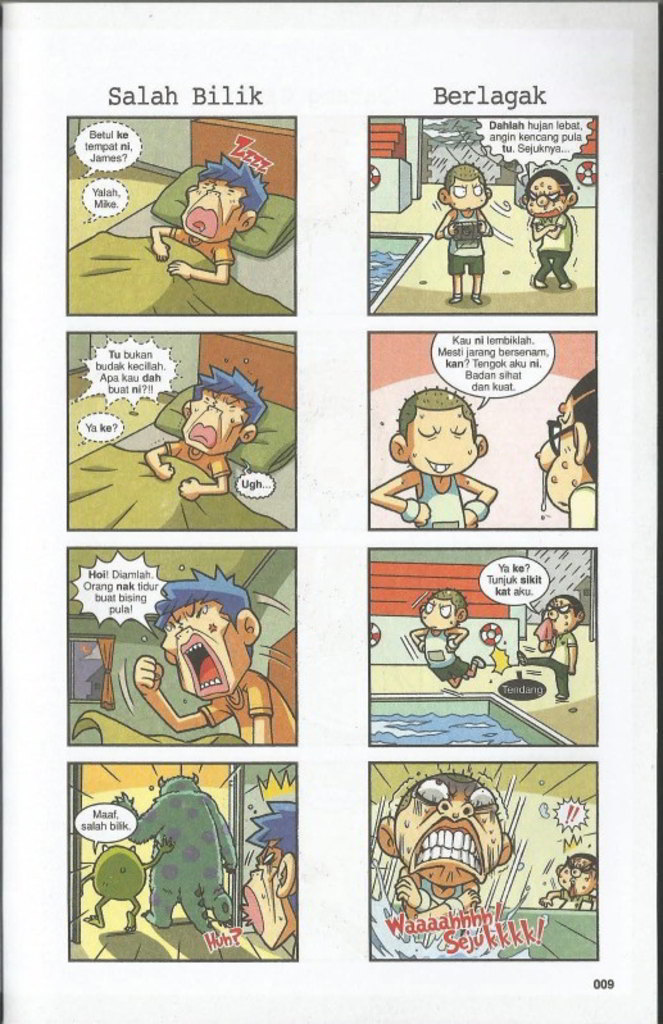 Salah Bilik
Betul ke
tempat ni,
James?
Yalah,
Mike.
Zzzzz
Tu bukan
budak kecillah.
Apa kau dah
buat ni?!!
Ya ke?
Ugh...
Hoi! Diamlah.
Orang nak tidur
buat bising
pula!
Maaf,
salah bilik.
Huh?
Berlagak
Dahlah hujan lebat,
angin kencang pula
tu. Sejuknya...
Kau ni lembiklah.
Mesti jarang bersenam,
kan? Tengok aku ni.
Badan sihat
dan kuat.
Ya ke?
Tunjuk sikit
kat aku.
Tendang
!!
Waaaahhhh!
Sejukkkk!
009